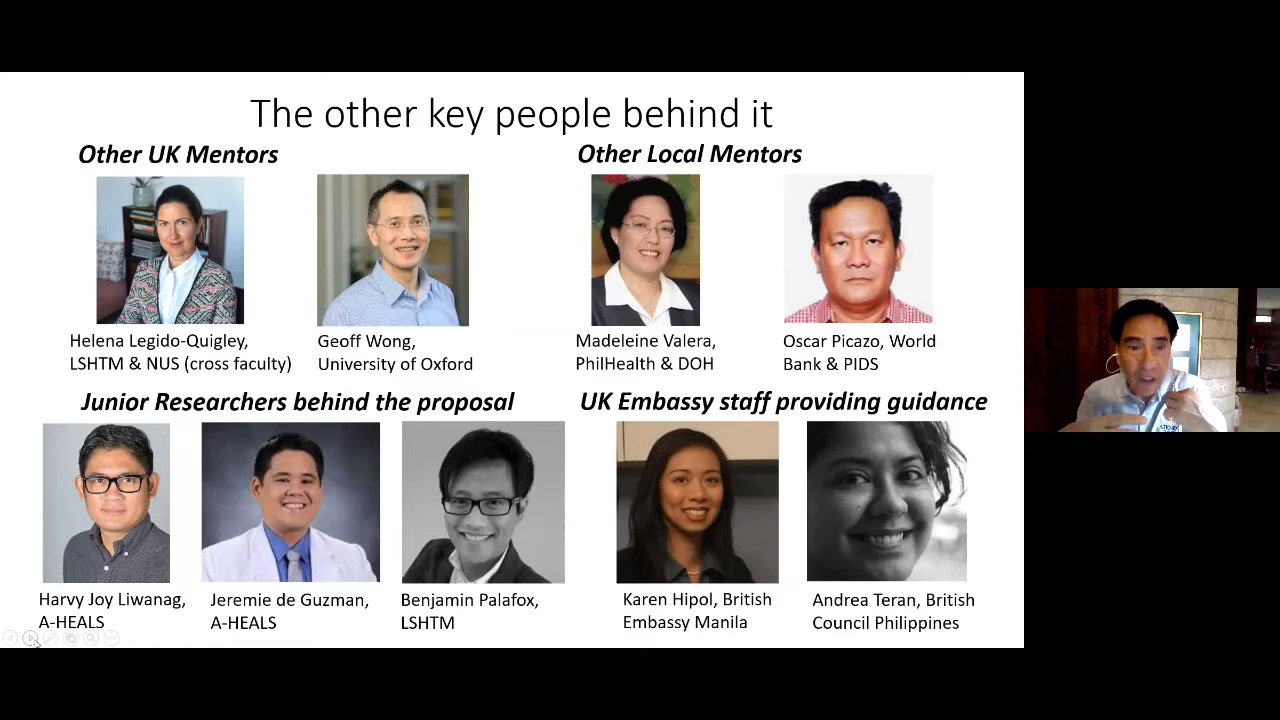 The other key people behind it
Other UK Mentors
Other Local Mentors
Helena Legido-Quigley,
LSHTM & NUS (cross faculty)
Geoff Wong,
University of Oxford
Madeleine Valera,
PhilHealth & DOH
Oscar Picazo, World
Bank & PIDS
Junior Researchers behind the proposal
UK Embassy staff providing guidance
Harvy Joy Liwanag,
A-HEALS
Jeremie de Guzman,
A-HEALS
Benjamin Palafox,
LSHTM
Karen Hipol, British
Embassy Manila
Andrea Teran, British
Council Philippines